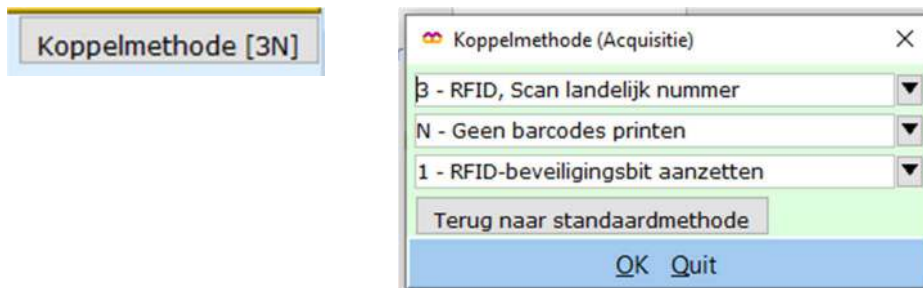 Koppelmethode [3N]
Koppelmethode (Acquisitie)
3 - RFID, Scan landelijk nummer
N - Geen barcodes printen
1 - RFID-beveiligingsbit aanzetten
Terug naar standaardmethode
OK Quit